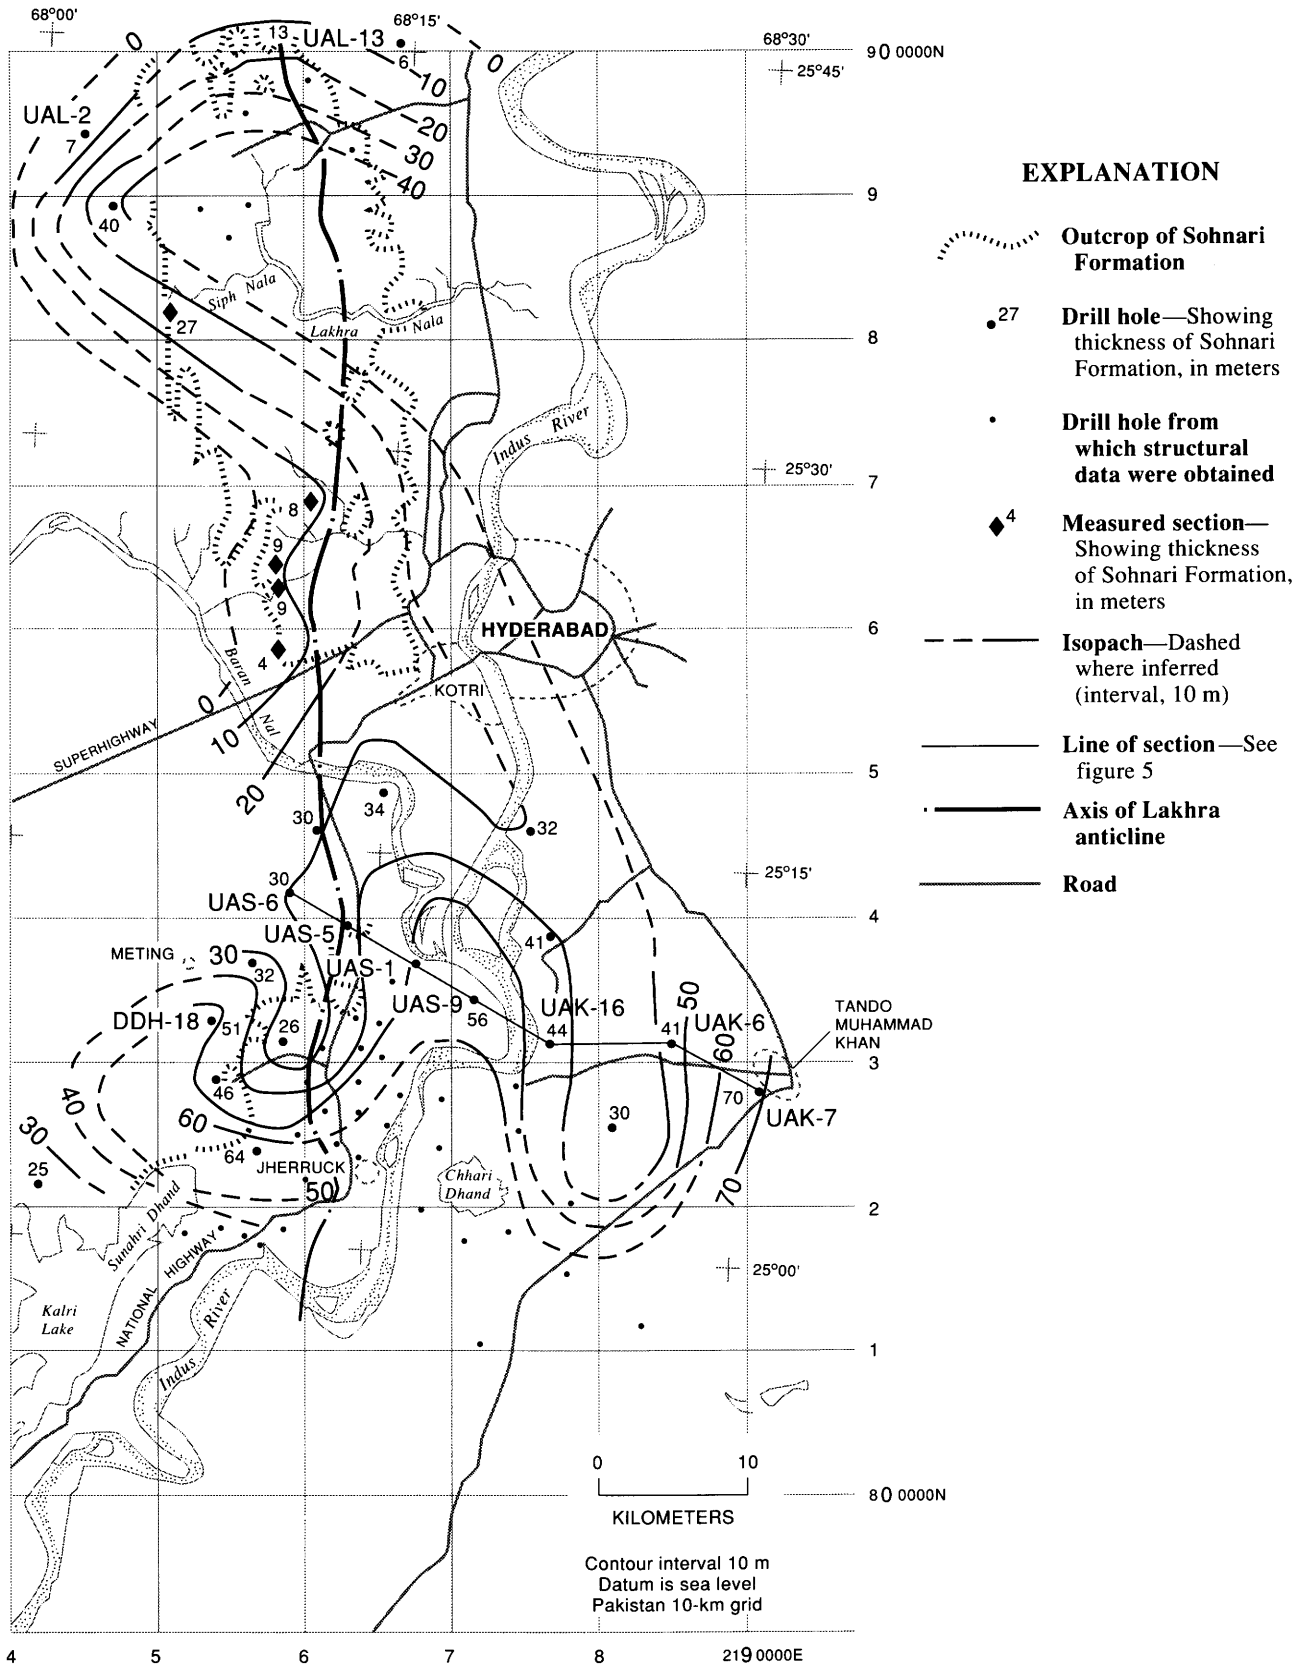 68°00'
68°15'
68°30'
0
13
UAL-13
6
0
90 0000N
25°45'
10
UAL-2
7
20
30
40
9
40
Siph Nala
27
Lakhra
Nala
8
Indus River
25°30'
7
8
9
9
4
HYDERABAD
6
Baran
Nal
0
KOTRI
10
SUPERHIGHWAY
20
5
34
30
32
30
25°15'
UAS-6
4
UAS-5
41
METING
30
32
UAS-1
UAS-9
56
UAK-16
44
50
UAK-6
41
TANDO
MUHAMMAD
KHAN
DDH-18
51
26
60
3
46
40
70
UAK-7
60
30
30
64
25
JHERRUCK
50
Chhari
Dhand
70
2
Sunahri Dhand
NATIONAL HIGHWAY
25°00'
Kalri
Lake
River
Indus
1
0
10
80 0000N
KILOMETERS
Contour interval 10 m
Datum is sea level
Pakistan 10-km grid
4
5
6
7
8
219 0000E
EXPLANATION
Outcrop of Sohnari
Formation
27
Drill hole—Showing
thickness of Sohnari
Formation, in meters
Drill hole from
which structural
data were obtained
4
Measured section—
Showing thickness
of Sohnari Formation,
in meters
Isopach—Dashed
where inferred
(interval, 10 m)
Line of section—See
figure 5
Axis of Lakhra
anticline
Road